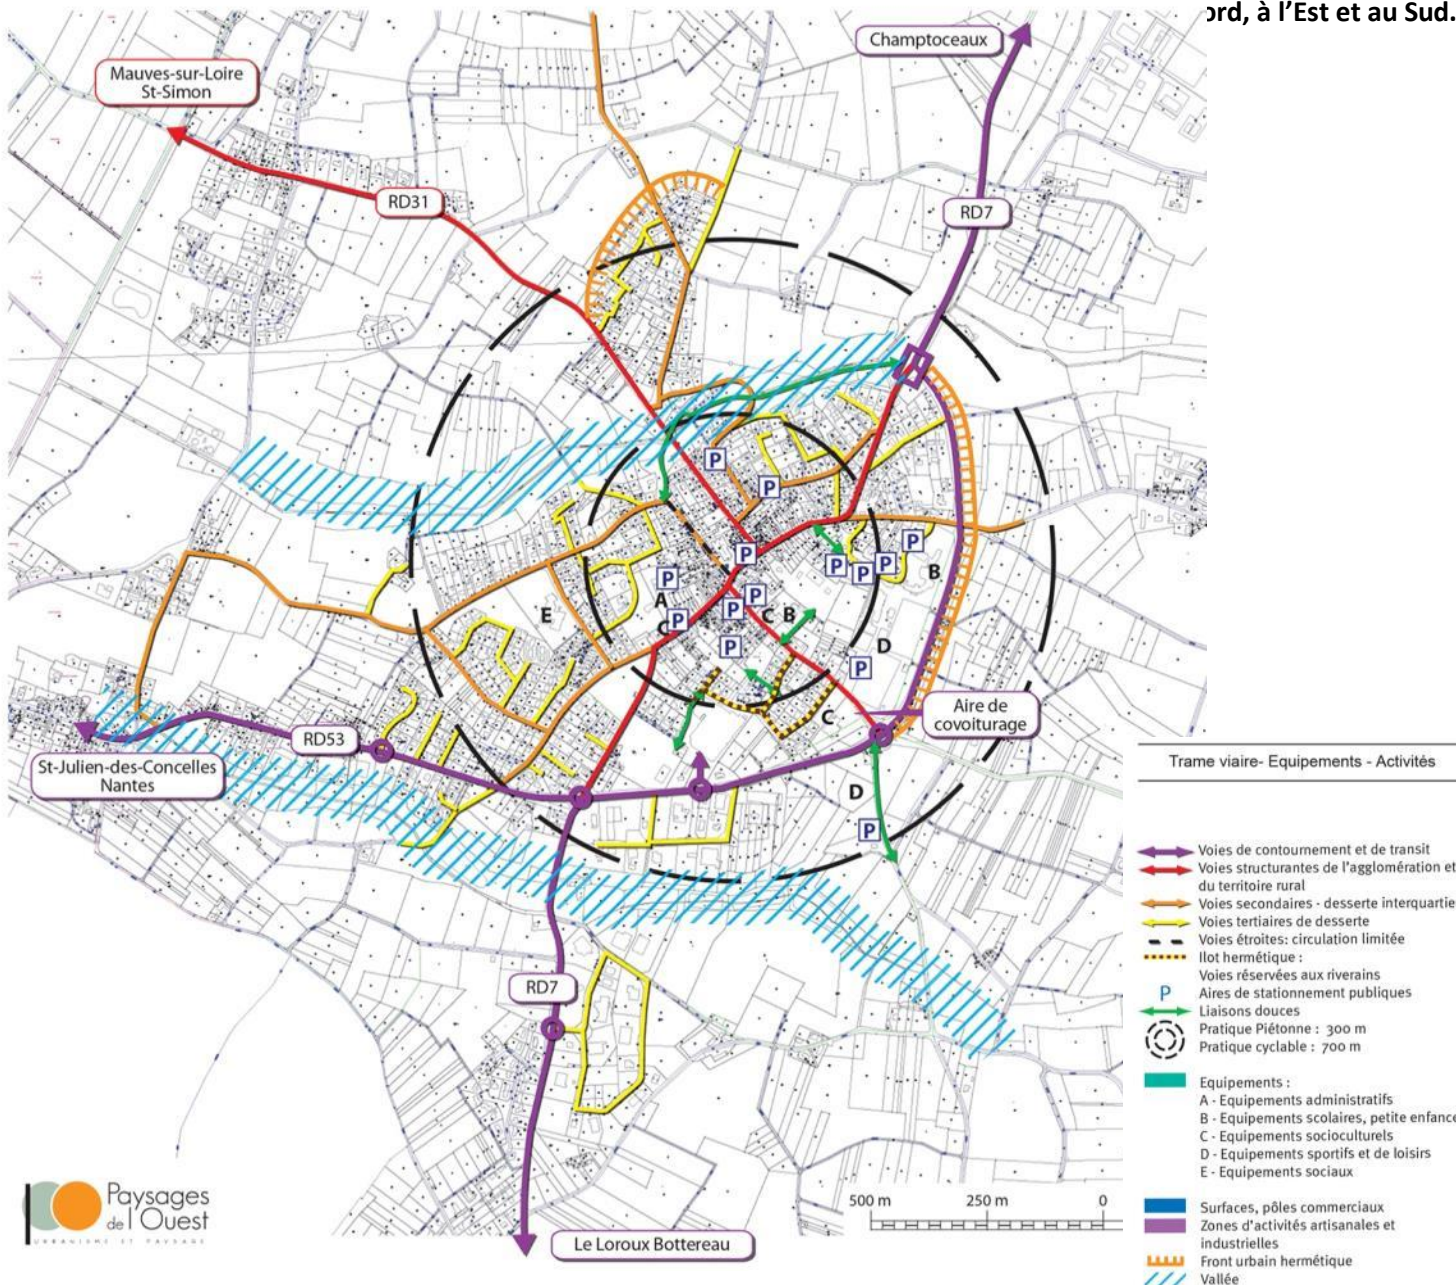 ord, à l'Est et au Sud.
Champtoceaux
Mauves-sur-Loire
St-Simon
RD31
RD7
P
P
P
P
P
P
P
B
P
A
E
P
P
C
P
C
B
P
D
P
C
Aire de
covoiturage
RD53
St-Julien-des-Concelles
Nantes
D
P
RD7
Le Loroux Bottereau
Paysages
de l'Ouest
URBANISME ET PAYSAGE
500 m 250 m 0
Trame viaire- Equipements - Activités
Voies de contournement et de transit
Voies structurantes de l'agglomération et
du territoire rural
Voies secondaires - desserte interquartie
Voies tertiaires de desserte
Voies étroites: circulation limitée
Ilot hermétique :
Voies réservées aux riverains
P Aires de stationnement publiques
Liaisons douces
Pratique Piétonne : 300 m
Pratique cyclable : 700 m
Equipements :
A - Equipements administratifs
B - Equipements scolaires, petite enfance
C - Equipements socioculturels
D - Equipements sportifs et de loisirs
E - Equipements sociaux
Surfaces, pôles commerciaux
Zones d'activités artisanales et
industrielles
Front urbain hermétique
Vallée